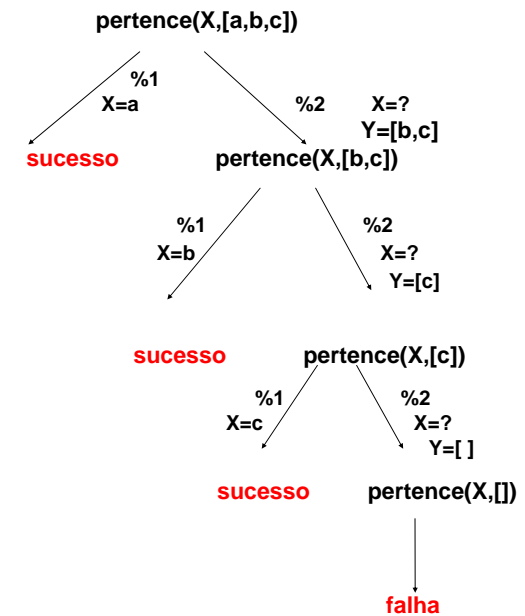 pertence(X,[a,b,c])
%1
X=a
%2 X=?
Y=[b,c]
sucesso
pertence(X,[b,c])
%1
X=b
%2
X=?
Y=[c]
sucesso
pertence(X,[c])
%1
X=c
%2
X=?
Y=[ ]
sucesso
pertence(X,[])
falha